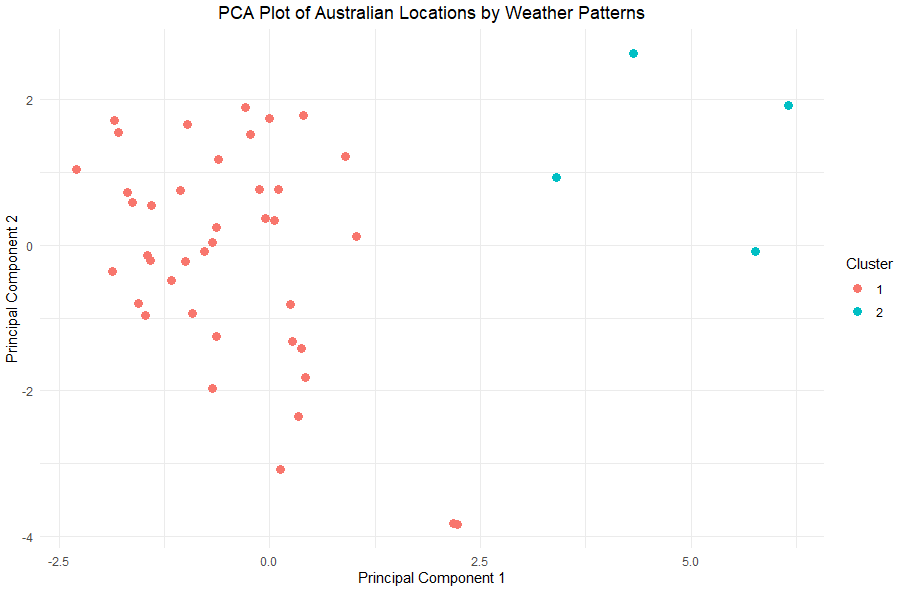 PCA Plot of Australian Locations by Weather Patterns
Principal Component 2
2
0
-2
-4
-2.5
0.0
2.5
5.0
Principal Component 1
Cluster
1
2